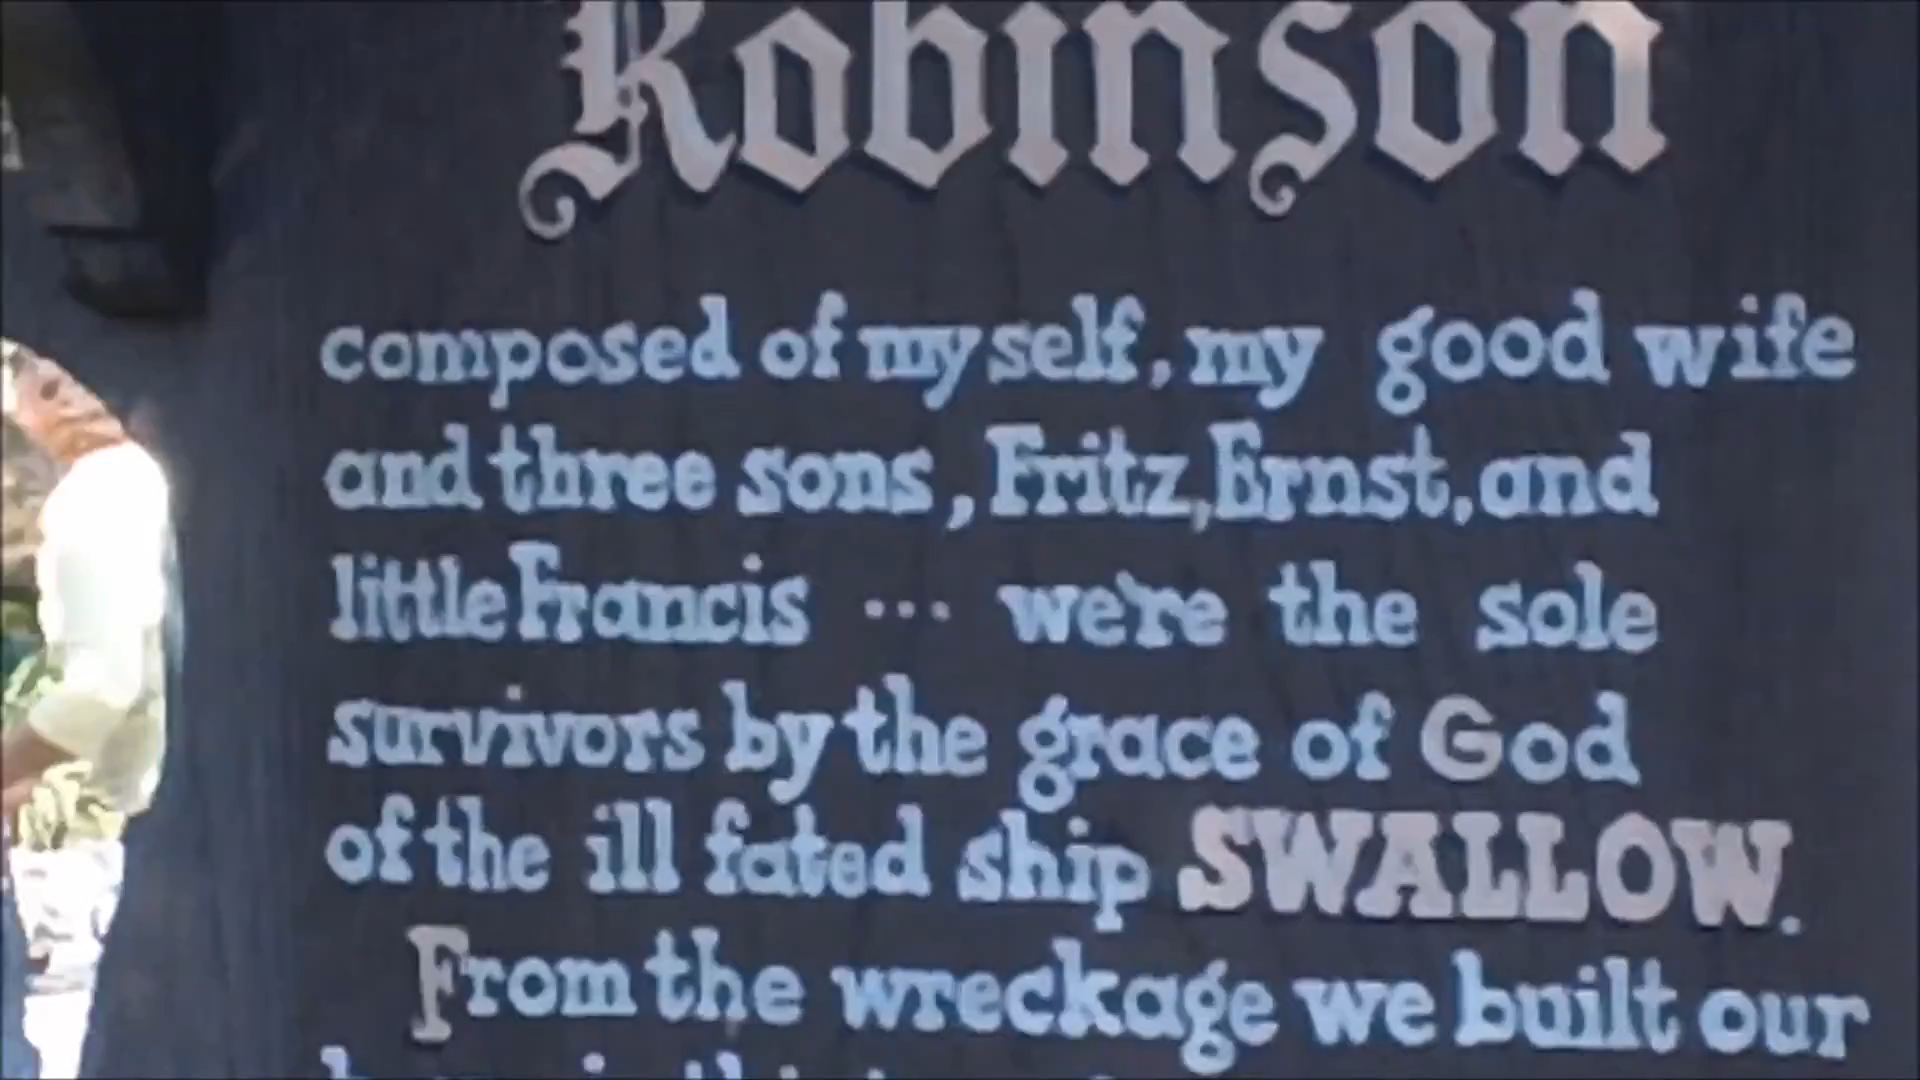 Robinson
composed of myself, my good wife
and three sons, Fritz, Ernst, and
little Francis ... we're the sole
survivors by the grace of God
of the ill fated ship SWALLOW.
From the wreckage we built our